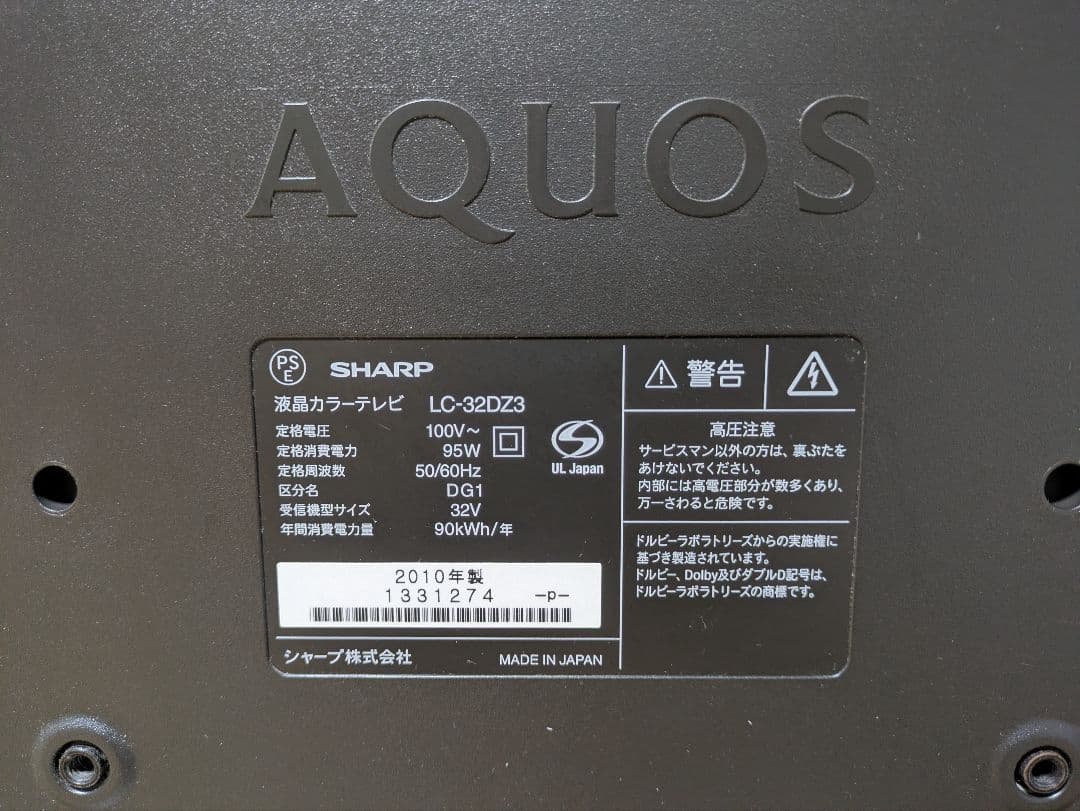 AQUOS
PSE SHARP
液晶カラーテレビ LC-32DZ3
定格電圧 100V~
定格消費電力 95W
定格周波数 50/60Hz
区分名 DG1
受信機型サイズ 32V
年間消費電力量 90kWh/年
UL Japan
2010年製
1331274 -p-
シャープ株式会社 MADE IN JAPAN
警告
高圧注意
サービスマン以外の方は、裏ぶたを
あけないでください。
内部には高電圧部分が数多くあり、
万一さわると危険です。
ドルビーラボラトリーズからの実施権に
基づき製造されています。
ドルビー、Dolby及びダブルD記号は、
ドルビーラボラトリーズの商標です。